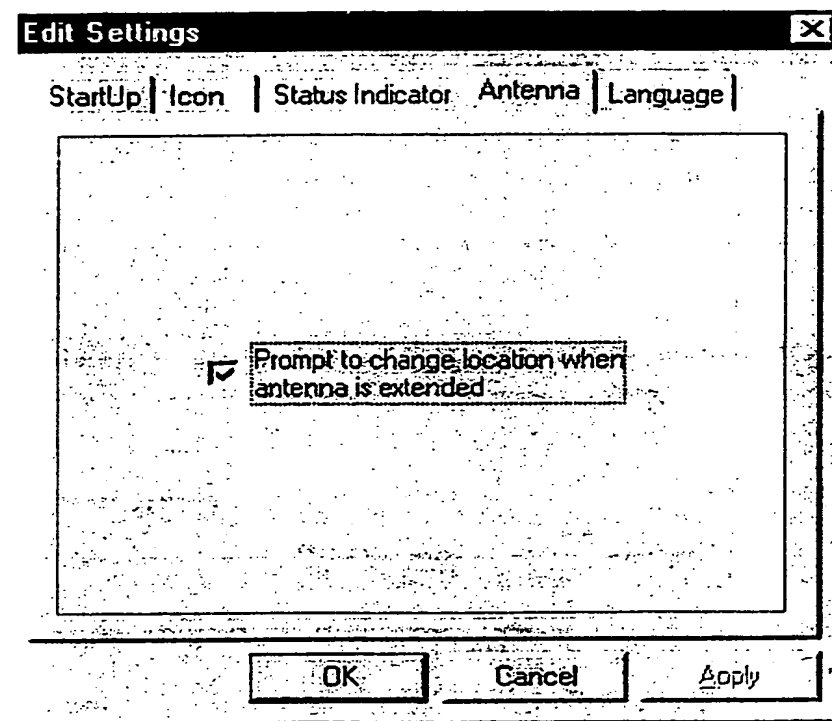 Edit Settings
StartUp Icon Status Indicator Antenna Language
Prompt to change location when
antenna is extended
OK Cancel Apply